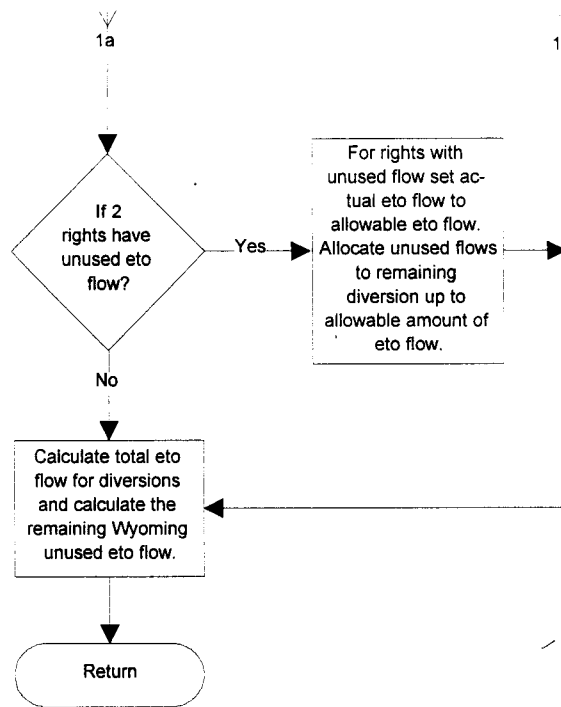 1a
1
If 2
rights have
unused eto
flow?
Yes
For rights with
unused flow set ac-
tual eto flow to
allowable eto flow.
Allocate unused flows
to remaining
diversion up to
allowable amount of
eto flow.
No
Calculate total eto
flow for diversions
and calculate the
remaining Wyoming
unused eto flow.
Return